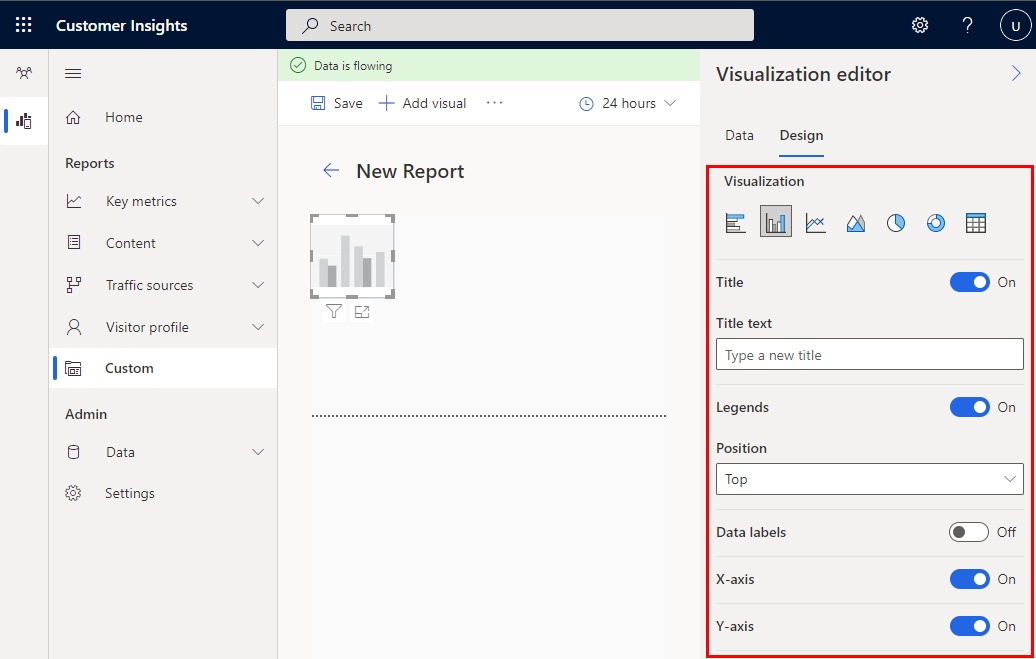 Customer Insights
Search
?
U
Data is flowing
Save
Add visual
...
24 hours
Home
Reports
Key metrics
Content
Traffic sources
Visitor profile
Custom
Admin
Data
Settings
New Report
Visualization editor
Data
Design
Visualization
Title
On
Title text
Type a new title
Legends
On
Position
Top
Data labels
Off
X-axis
On
Y-axis
On